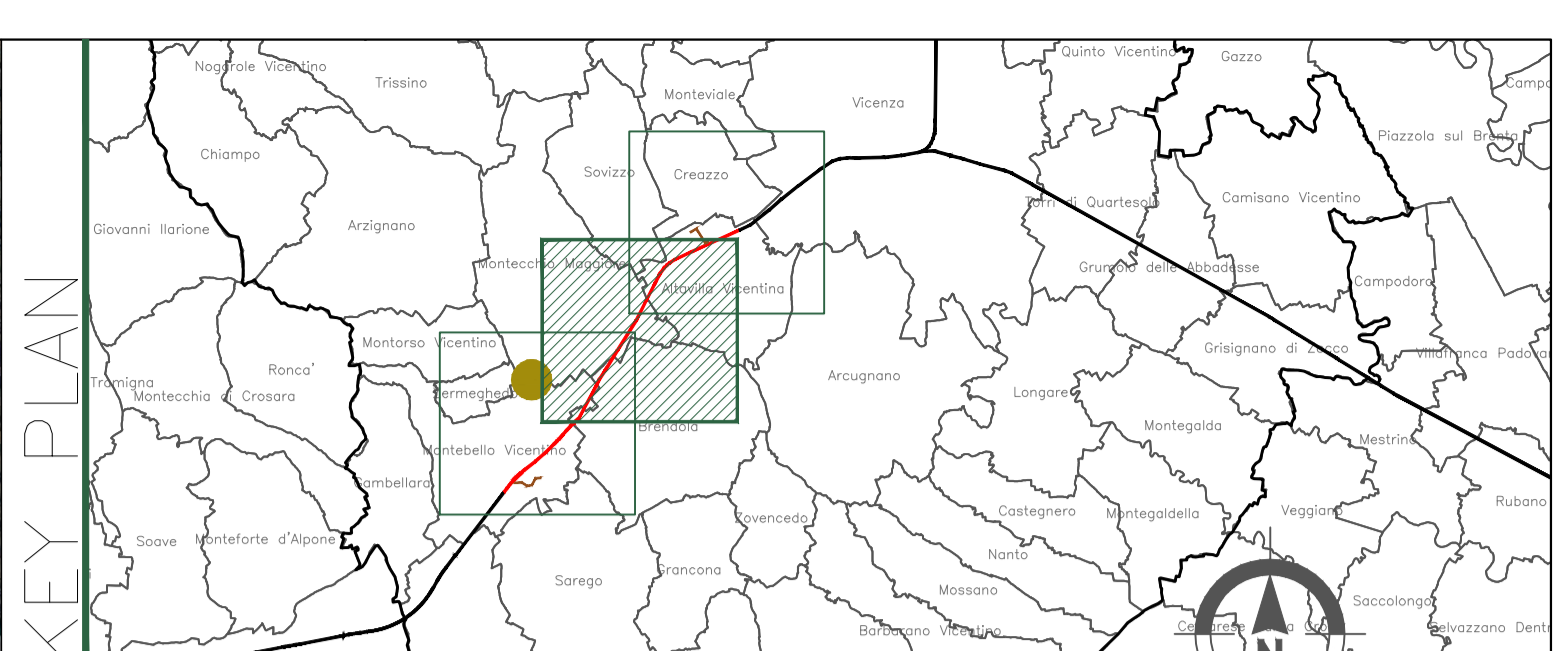 KEY PLAN
Quinto Vicentino
Gazzo
Nogarole Vicentino
Trissino
Campo
Monteviale
Vicenza
Piazzola sul Brenta
Chiampo
Sovizzo
Creazzo
Camisano Vicentino
Torri di Quartesolo
Giovanni Ilarione
Arzignano
Montecchio Maggiore
Grumolo delle Abbadesse
Altavilla Vicentina
Campodoro
Montorso Vicentino
Grisignano di Zocco
Villafranca Padova
Ronca'
Arcugnano
Tramigna
Montecchia di Crosara
Zermeghedo
Longare
Brendola
Montegalda
Mestrino
Montebello Vicentino
Gambellara
Rubano
Zovencedo
Castegnero
Montegaldella
Veggiano
Soave
Monteforte d'Alpone
Nanto
Sarego
Grancona
Mossano
Saccolongo
Barbarano Vicentino
Selvazzano Dentr
N